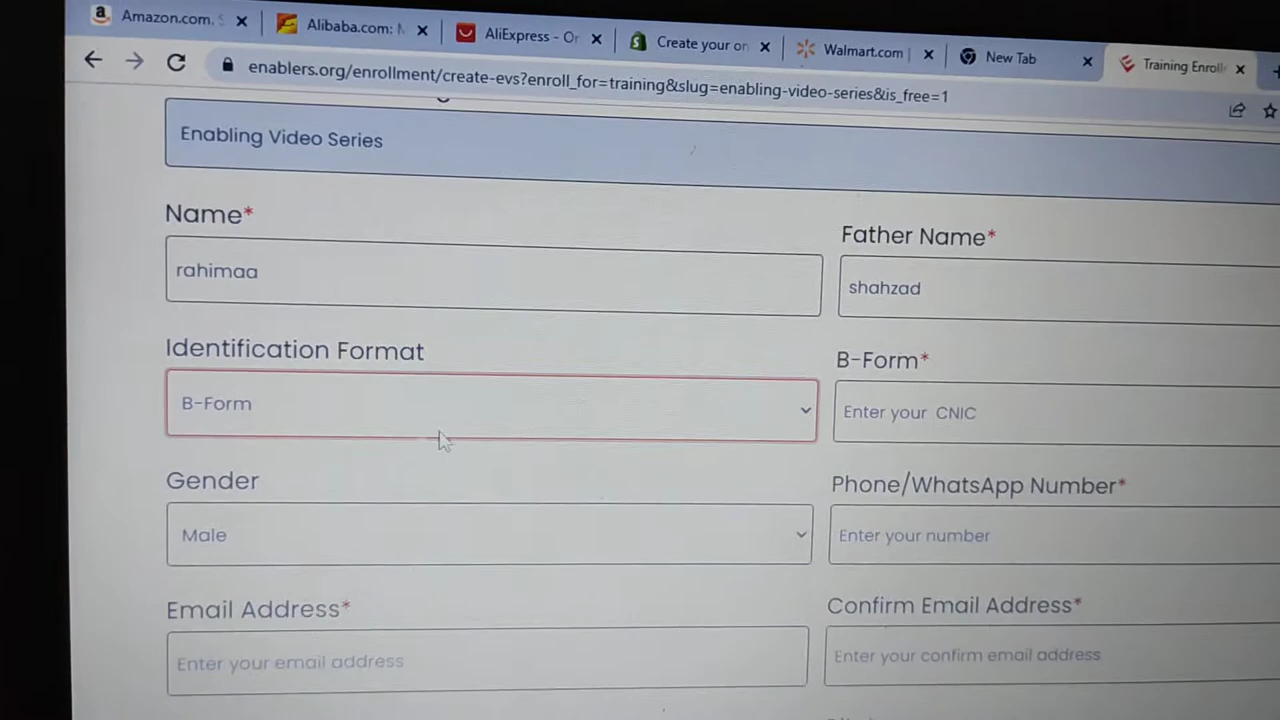 Amazon.com. S
Alibaba.com: M
AliExpress - Or
Create your on
Walmart.com |
New Tab
Training Enroll
enablers.org/enrollment/create-evs?enroll_for=training&slug=enabling-video-series&is_free=1
Enabling Video Series
Name*
Father Name*
rahimaa
shahzad
Identification Format
B-Form*
B-Form
Enter your CNIC
Gender
Phone/WhatsApp Number*
Male
Enter your number
Email Address*
Confirm Email Address*
Enter your email address
Enter your confirm email address